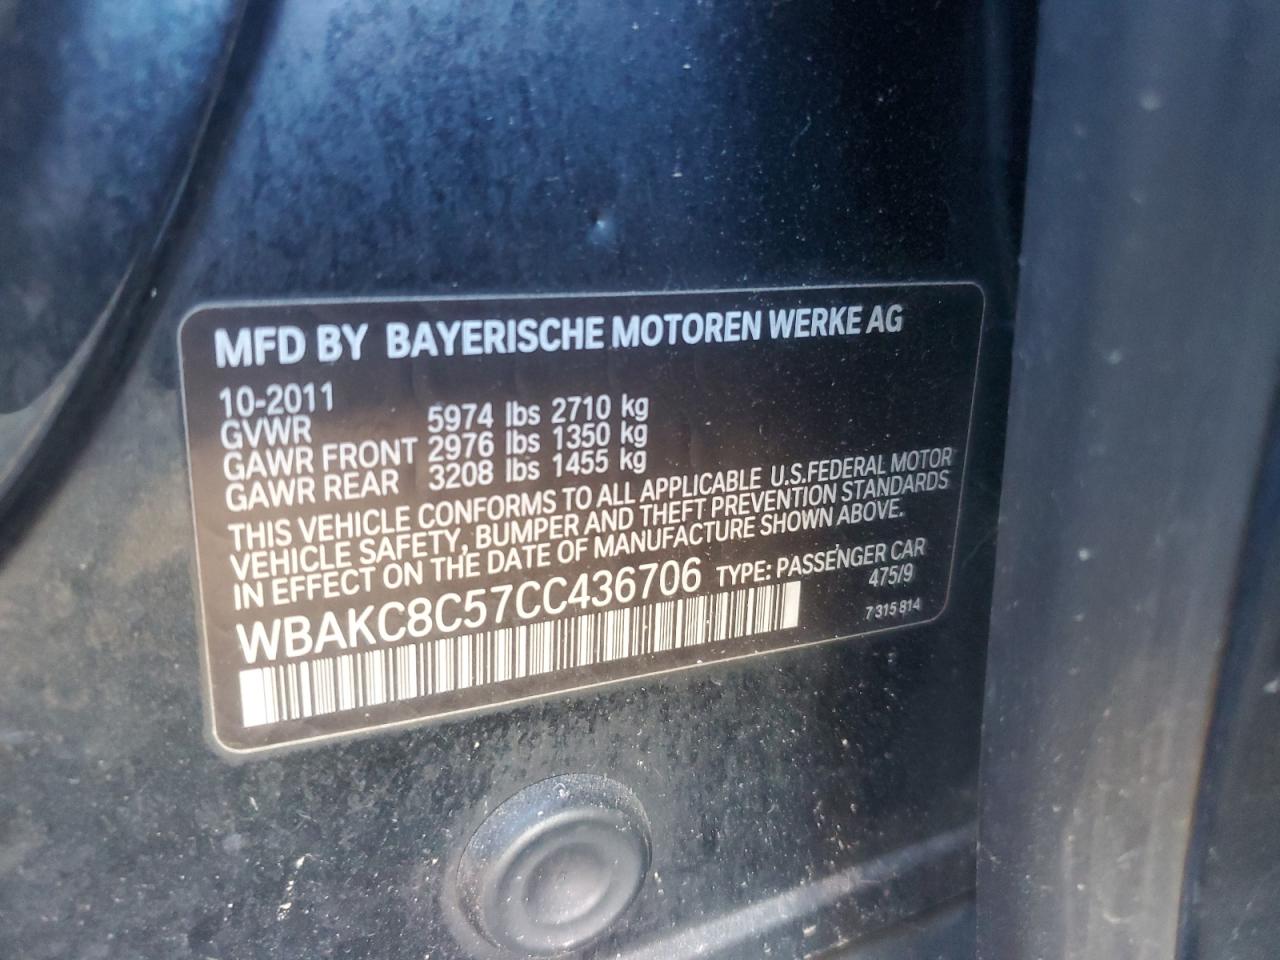 MFD BY BAYERISCHE MOTOREN WERKE AG
10-2011
GVWR 5974 lbs 2710 kg
GAWR FRONT 2976 lbs 1350 kg
GAWR REAR 3208 lbs 1455 kg
THIS VEHICLE CONFORMS TO ALL APPLICABLE U.S.FEDERAL MOTOR
VEHICLE SAFETY, BUMPER AND THEFT PREVENTION STANDARDS
IN EFFECT ON THE DATE OF MANUFACTURE SHOWN ABOVE.
WBAKC8C57CC436706 TYPE: PASSENGER CAR
475/9
7 315 814